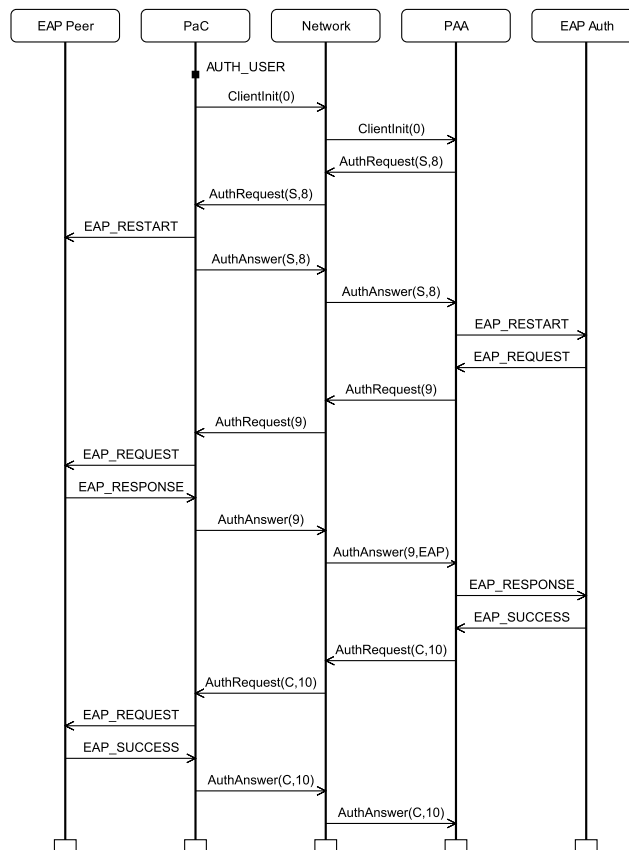 EAP Peer
PaC
Network
PAA
EAP Auth
AUTH_USER
ClientInit(0)
ClientInit(0)
AuthRequest(S,8)
AuthRequest(S,8)
EAP_RESTART
AuthAnswer(S,8)
AuthAnswer(S,8)
EAP_RESTART
EAP_REQUEST
AuthRequest(9)
AuthRequest(9)
EAP_REQUEST
EAP_RESPONSE
AuthAnswer(9)
AuthAnswer(9,EAP)
EAP_RESPONSE
EAP_SUCCESS
AuthRequest(C,10)
AuthRequest(C,10)
EAP_REQUEST
EAP_SUCCESS
AuthAnswer(C,10)
AuthAnswer(C,10)